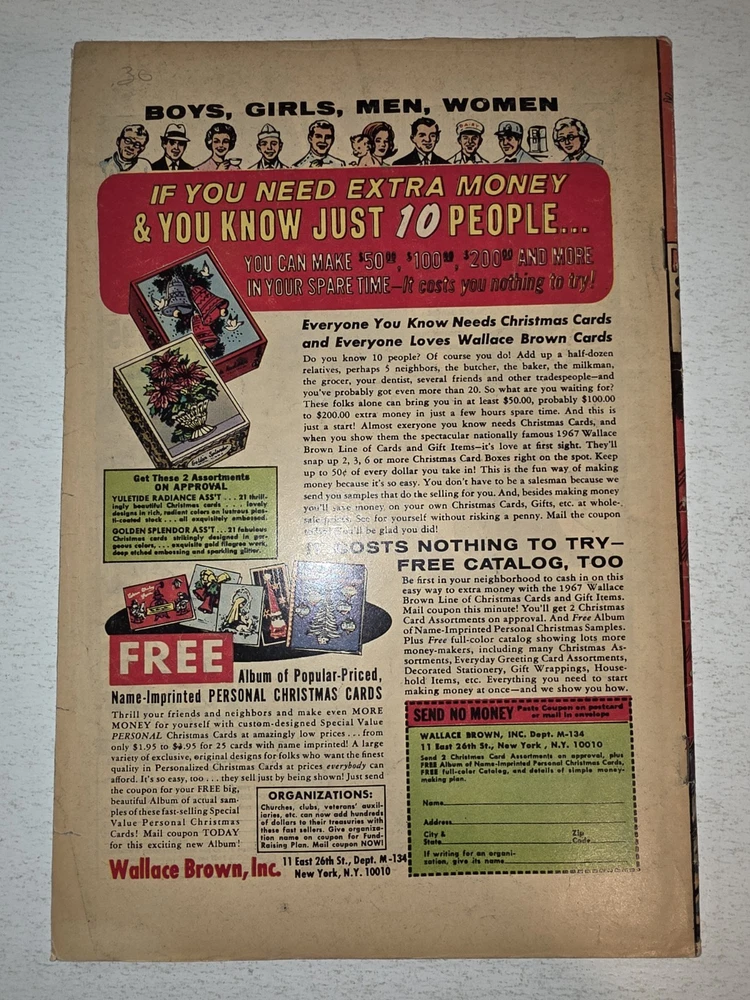 .36
BOYS, GIRLS, MEN, WOMEN
IF YOU NEED EXTRA MONEY
& YOU KNOW JUST 10 PEOPLE...
YOU CAN MAKE $50⁰⁰, $100⁰⁰, $200⁰⁰ AND MORE
IN YOUR SPARE TIME—It costs you nothing to try!
Everyone You Know Needs Christmas Cards
and Everyone Loves Wallace Brown Cards
Do you know 10 people? Of course you do! Add up a half-dozen
relatives, perhaps 5 neighbors, the butcher, the baker, the milkman,
the grocer, your dentist, several friends and other tradespeople—and
you've probably got even more than 20. So what are you waiting for?
These folks alone can bring you in at least $50.00, probably $100.00
to $200.00 extra money in just a few hours spare time. And this is
just a start! Almost everyone you know needs Christmas Cards, and
when you show them the spectacular nationally famous 1967 Wallace
Brown Line of Cards and Gift Items—it's love at first sight. They'll
snap up 2, 3, 6 or more Christmas Card Boxes right on the spot. Keep
up to 50¢ of every dollar you take in! This is the fun way of making
money because it's so easy. You don't have to be a salesman because we
send you samples that do the selling for you. And, besides making money
you'll save money on your own Christmas Cards, Gifts, etc. at whole-
sale prices. See for yourself without risking a penny. Mail the coupon
you'll be glad you did!
Golden Splendor
Get These 2 Assortments
ON APPROVAL
YULETIDE RADIANCE ASS'T ... 21 thrill-
ingly beautiful Christmas cards .... lovely
designs in rich, radiant colors on lustrous plas-
ti-coated stock ... all exquisitely embossed.
GOLDEN SPLENDOR ASS'T. .. 21 fabulous
Christmas cards strikingly designed in gor-
geous colors,... exquisite gold filagree work,
deep etched embossing and sparkling glitter.
IT COSTS NOTHING TO TRY—
FREE CATALOG, TOO
Be first in your neighborhood to cash in on this
easy way to extra money with the 1967 Wallace
Brown Line of Christmas Cards and Gift Items.
Mail coupon this minute! You'll get 2 Christmas
Card Assortments on approval. And Free Album
of Name-Imprinted Personal Christmas Samples.
Plus Free full-color catalog showing lots more
money-makers, including many Christmas As-
sortments, Everyday Greeting Card Assortments,
Decorated Stationery, Gift Wrappings, House-
hold Items, etc. Everything you need to start
making money at once—and we show you how.
FREE
Album of Popular-Priced,
Name-Imprinted PERSONAL CHRISTMAS CARDS
Thrill your friends and neighbors and make even MORE
MONEY for yourself with custom-designed Special Value
PERSONAL Christmas Cards at amazingly low prices ... from
only $1.95 to $4.95 for 25 cards with name imprinted! A large
variety of exclusive, original designs for folks who want the finest
quality in Personalized Christmas Cards at prices everybody can
afford. It's so easy, too ... they sell just by being shown! Just send
the coupon for your FREE big,
beautiful Album of actual sam-
ples of these fast-selling Special
Value Personal Christmas
Cards! Mail coupon TODAY
for this exciting new Album!
ORGANIZATIONS:
Churches, clubs, veterans' auxil-
iaries, etc. can now add hundreds
of dollars to their treasuries with
these fast sellers. Give organiza-
tion name on coupon for Fund-
Raising Plan. Mail coupon NOW!
Wallace Brown, Inc. 11 East 26th St., Dept. M-134
New York, N.Y. 10010
SEND NO MONEY Paste Coupon on postcard
or mail in envelope
WALLACE BROWN, INC. Dept. M-134
11 East 26th St., New York, N.Y. 10010
Send 2 Christmas Card Assortments on approval, plus
FREE Album of Name-Imprinted Personal Christmas Cards,
FREE full-color Catalog, and details of simple money-
making plan.
Name
Address
City & State
Zip Code
If writing for an organi-
zation, give its name